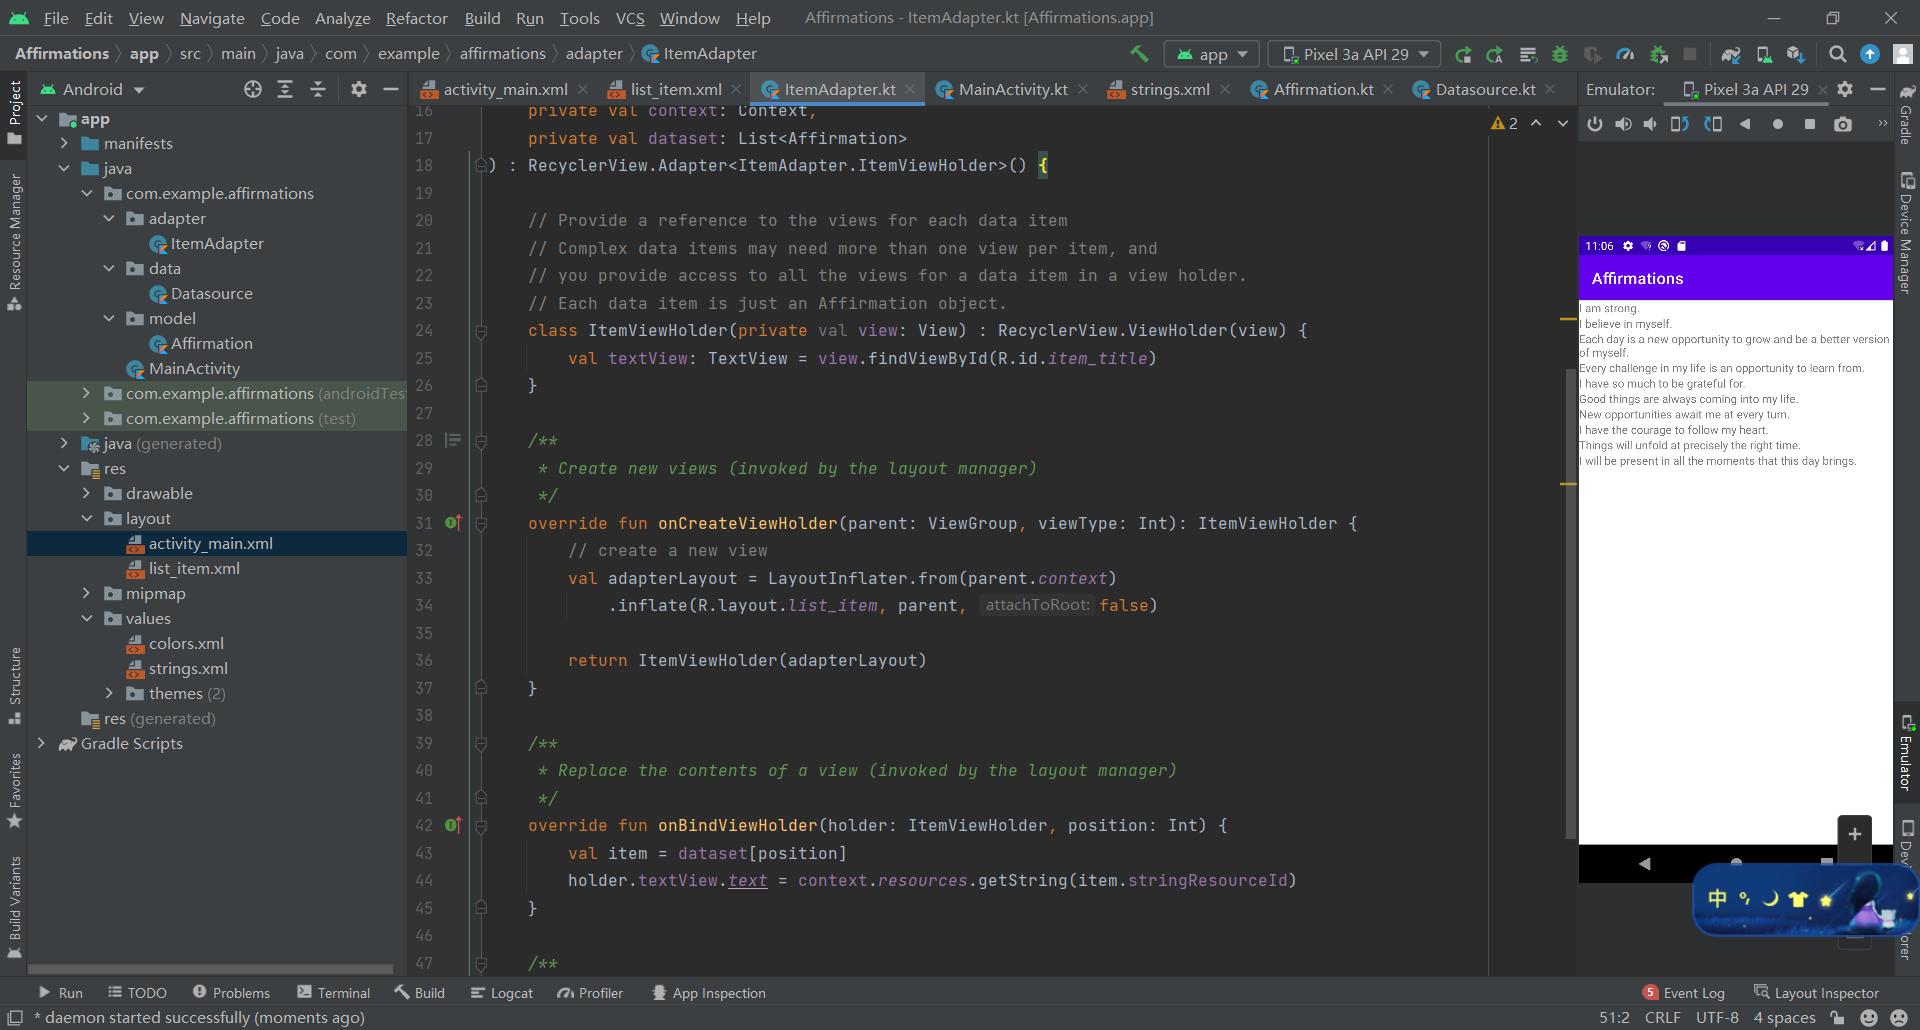 File Edit View Navigate Code Analyze Refactor Build Run Tools VCS Window Help Affirmations - ItemAdapter.kt [Affirmations.app]
Affirmations app src main java com example affirmations adapter ItemAdapter app Pixel 3a API 29
Android activity_main.xml list_item.xml ItemAdapter.kt MainActivity.kt strings.xml Affirmation.kt Datasource.kt Emulator: Pixel 3a API 29
Project
Resource Manager
Structure
Favorites
Build Variants
app
manifests
java
com.example.affirmations
adapter
ItemAdapter
data
Datasource
model
Affirmation
MainActivity
com.example.affirmations (androidTest
com.example.affirmations (test)
java (generated)
res
drawable
layout
activity_main.xml
list_item.xml
mipmap
values
colors.xml
strings.xml
themes (2)
res (generated)
Gradle Scripts
2
16 private val context: Context,
17 private val dataset: List<Affirmation>
18 ) : RecyclerView.Adapter<ItemAdapter.ItemViewHolder>() {
19
20 // Provide a reference to the views for each data item
21 // Complex data items may need more than one view per item, and
22 // you provide access to all the views for a data item in a view holder.
23 // Each data item is just an Affirmation object.
24 class ItemViewHolder(private val view: View) : RecyclerView.ViewHolder(view) {
25 val textView: TextView = view.findViewById(R.id.item_title)
26 }
27
28 /**
29 * Create new views (invoked by the layout manager)
30 */
31 override fun onCreateViewHolder(parent: ViewGroup, viewType: Int): ItemViewHolder {
32 // create a new view
33 val adapterLayout = LayoutInflater.from(parent.context)
34 .inflate(R.layout.list_item, parent, attachToRoot: false)
35
36 return ItemViewHolder(adapterLayout)
37 }
38
39 /**
40 * Replace the contents of a view (invoked by the layout manager)
41 */
42 override fun onBindViewHolder(holder: ItemViewHolder, position: Int) {
43 val item = dataset[position]
44 holder.textView.text = context.resources.getString(item.stringResourceId)
45 }
46
47 /**
11:06
Affirmations
I am strong.
I believe in myself.
Each day is a new opportunity to grow and be a better version
of myself.
Every challenge in my life is an opportunity to learn from.
I have so much to be grateful for.
Good things are always coming into my life.
New opportunities await me at every turn.
I have the courage to follow my heart.
Things will unfold at precisely the right time.
I will be present in all the moments that this day brings.
中
Gradle
Device Manager
Emulator
Run TODO Problems Terminal Build Logcat Profiler App Inspection 5 Event Log Layout Inspector
* daemon started successfully (moments ago) 51:2 CRLF UTF-8 4 spaces